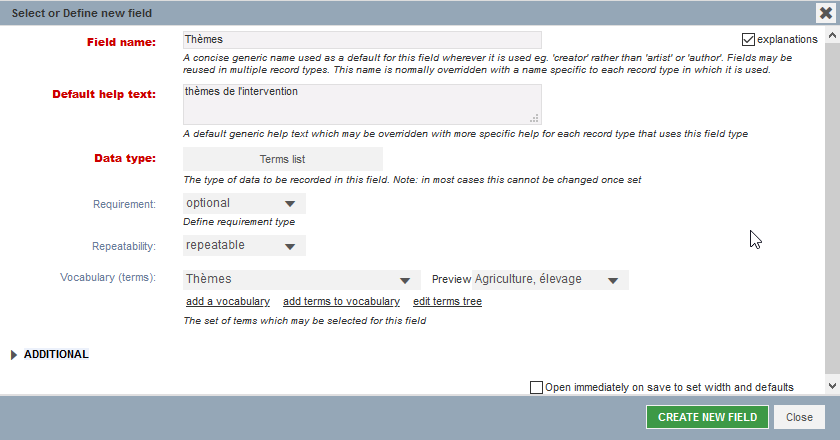 Select or Define new field
Field name:
Thèmes
explanations
A concise generic name used as a default for this field wherever it is used eg. 'creator' rather than 'artist' or 'author'. Fields may be
reused in multiple record types. This name is normally overridden with a name specific to each record type in which it is used.
Default help text:
thèmes de l'intervention
A default generic help text which may be overridden with more specific help for each record type that uses this field type
Data type:
Terms list
The type of data to be recorded in this field. Note: in most cases this cannot be changed once set
Requirement:
optional
Define requirement type
Repeatability:
repeatable
Vocabulary (terms):
Thèmes
Preview
Agriculture, élevage
add a vocabulary
add terms to vocabulary
edit terms tree
The set of terms which may be selected for this field
ADDITIONAL
Open immediately on save to set width and defaults
CREATE NEW FIELD
Close